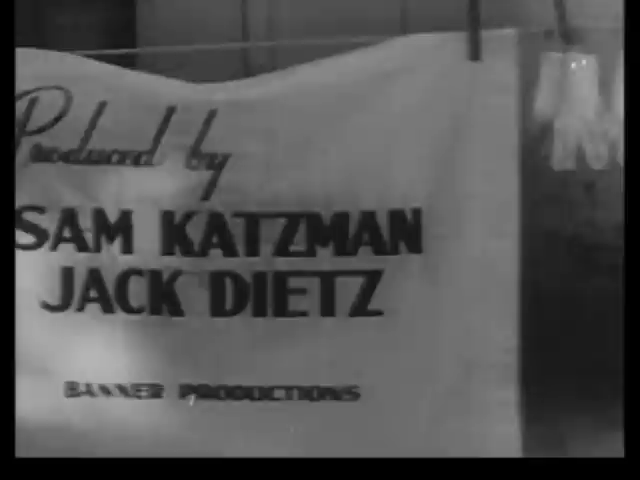 Produced by
SAM KATZMAN
JACK DIETZ
BANNER PRODUCTIONS